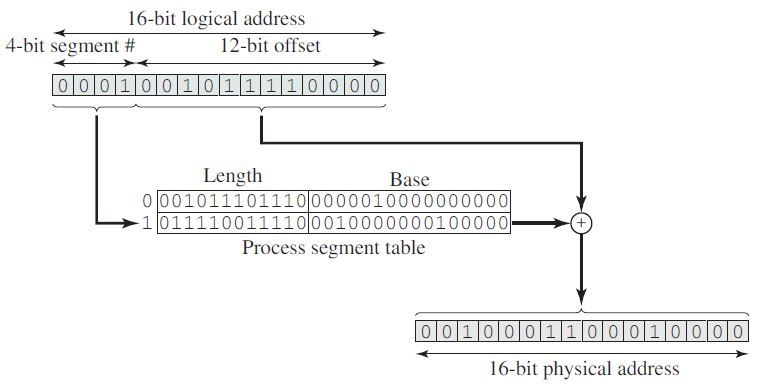 16-bit logical address
4-bit segment # 12-bit offset
0 0 0 1 0 0 1 0 1 1 1 1 0 0 0 0
Length Base
0 001011101110 0000010000000000
1 011110011110 0010000000100000
+
Process segment table
0 0 1 0 0 0 1 1 0 0 0 1 0 0 0 0
16-bit physical address